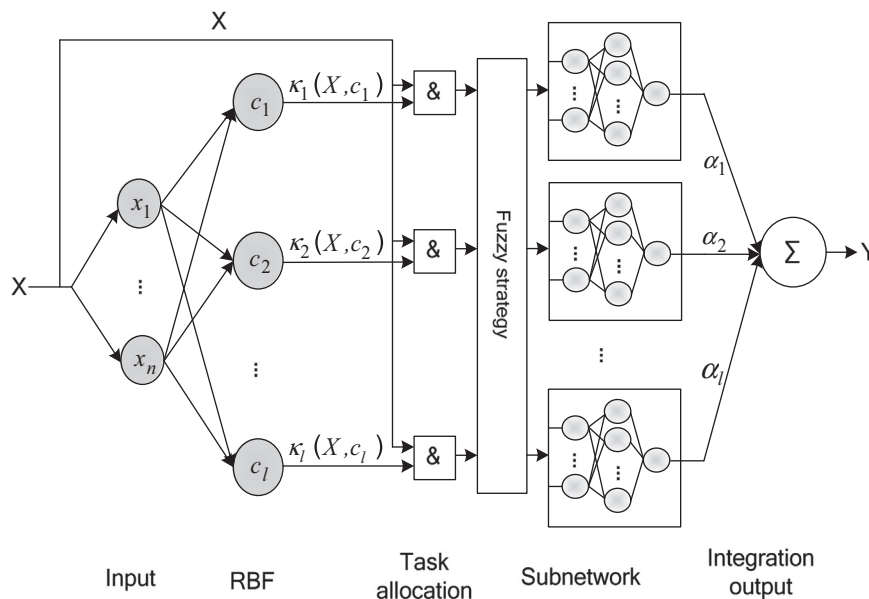 X
κ₁(X,c₁)
c₁
&
α₁
x₁
κ₂(X,c₂)
c₂
&
Fuzzy strategy
α₂
Σ
Y
X
⋮
xₙ
⋮
...
αₗ
κₗ(X,cₗ)
cₗ
&
Input
RBF
Task
allocation
Subnetwork
Integration
output